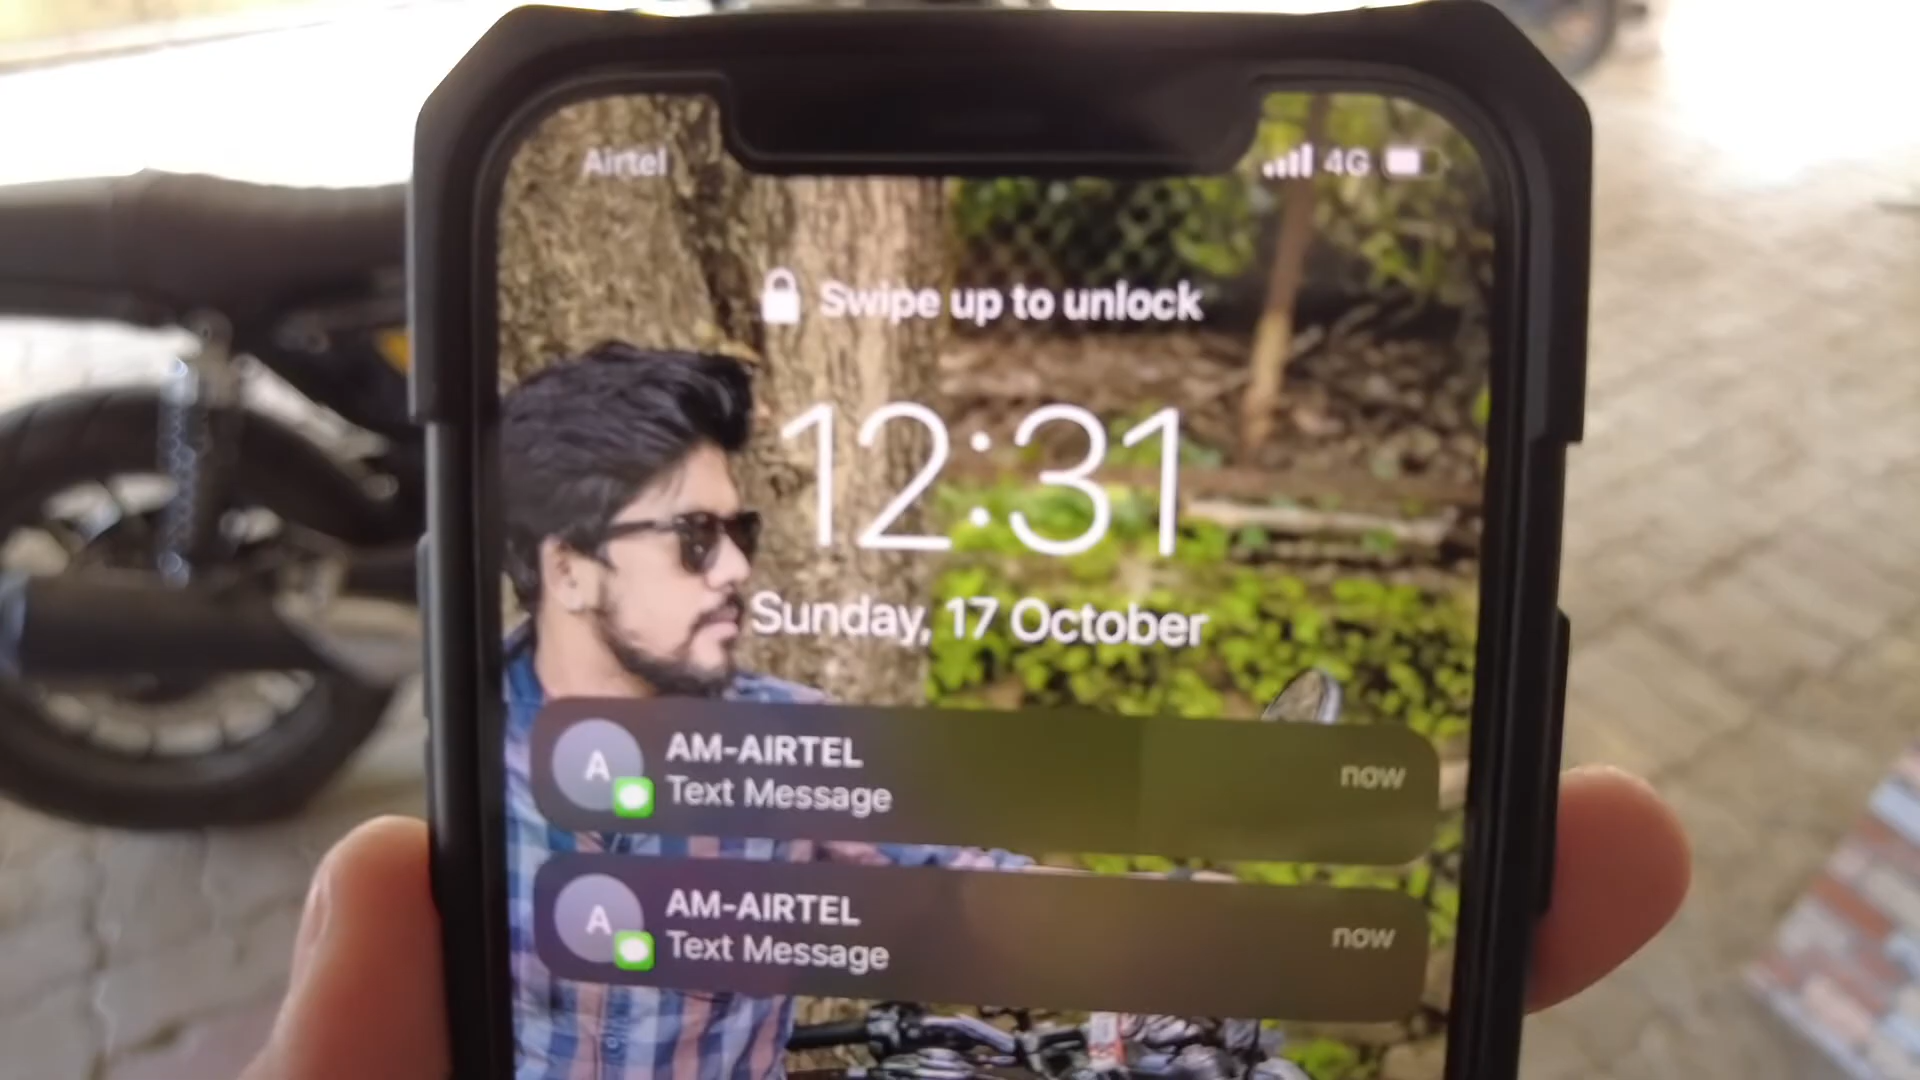 Airtel
4G
Swipe up to unlock
12:31
Sunday, 17 October
A
AM-AIRTEL
now
Text Message
A
AM-AIRTEL
now
Text Message